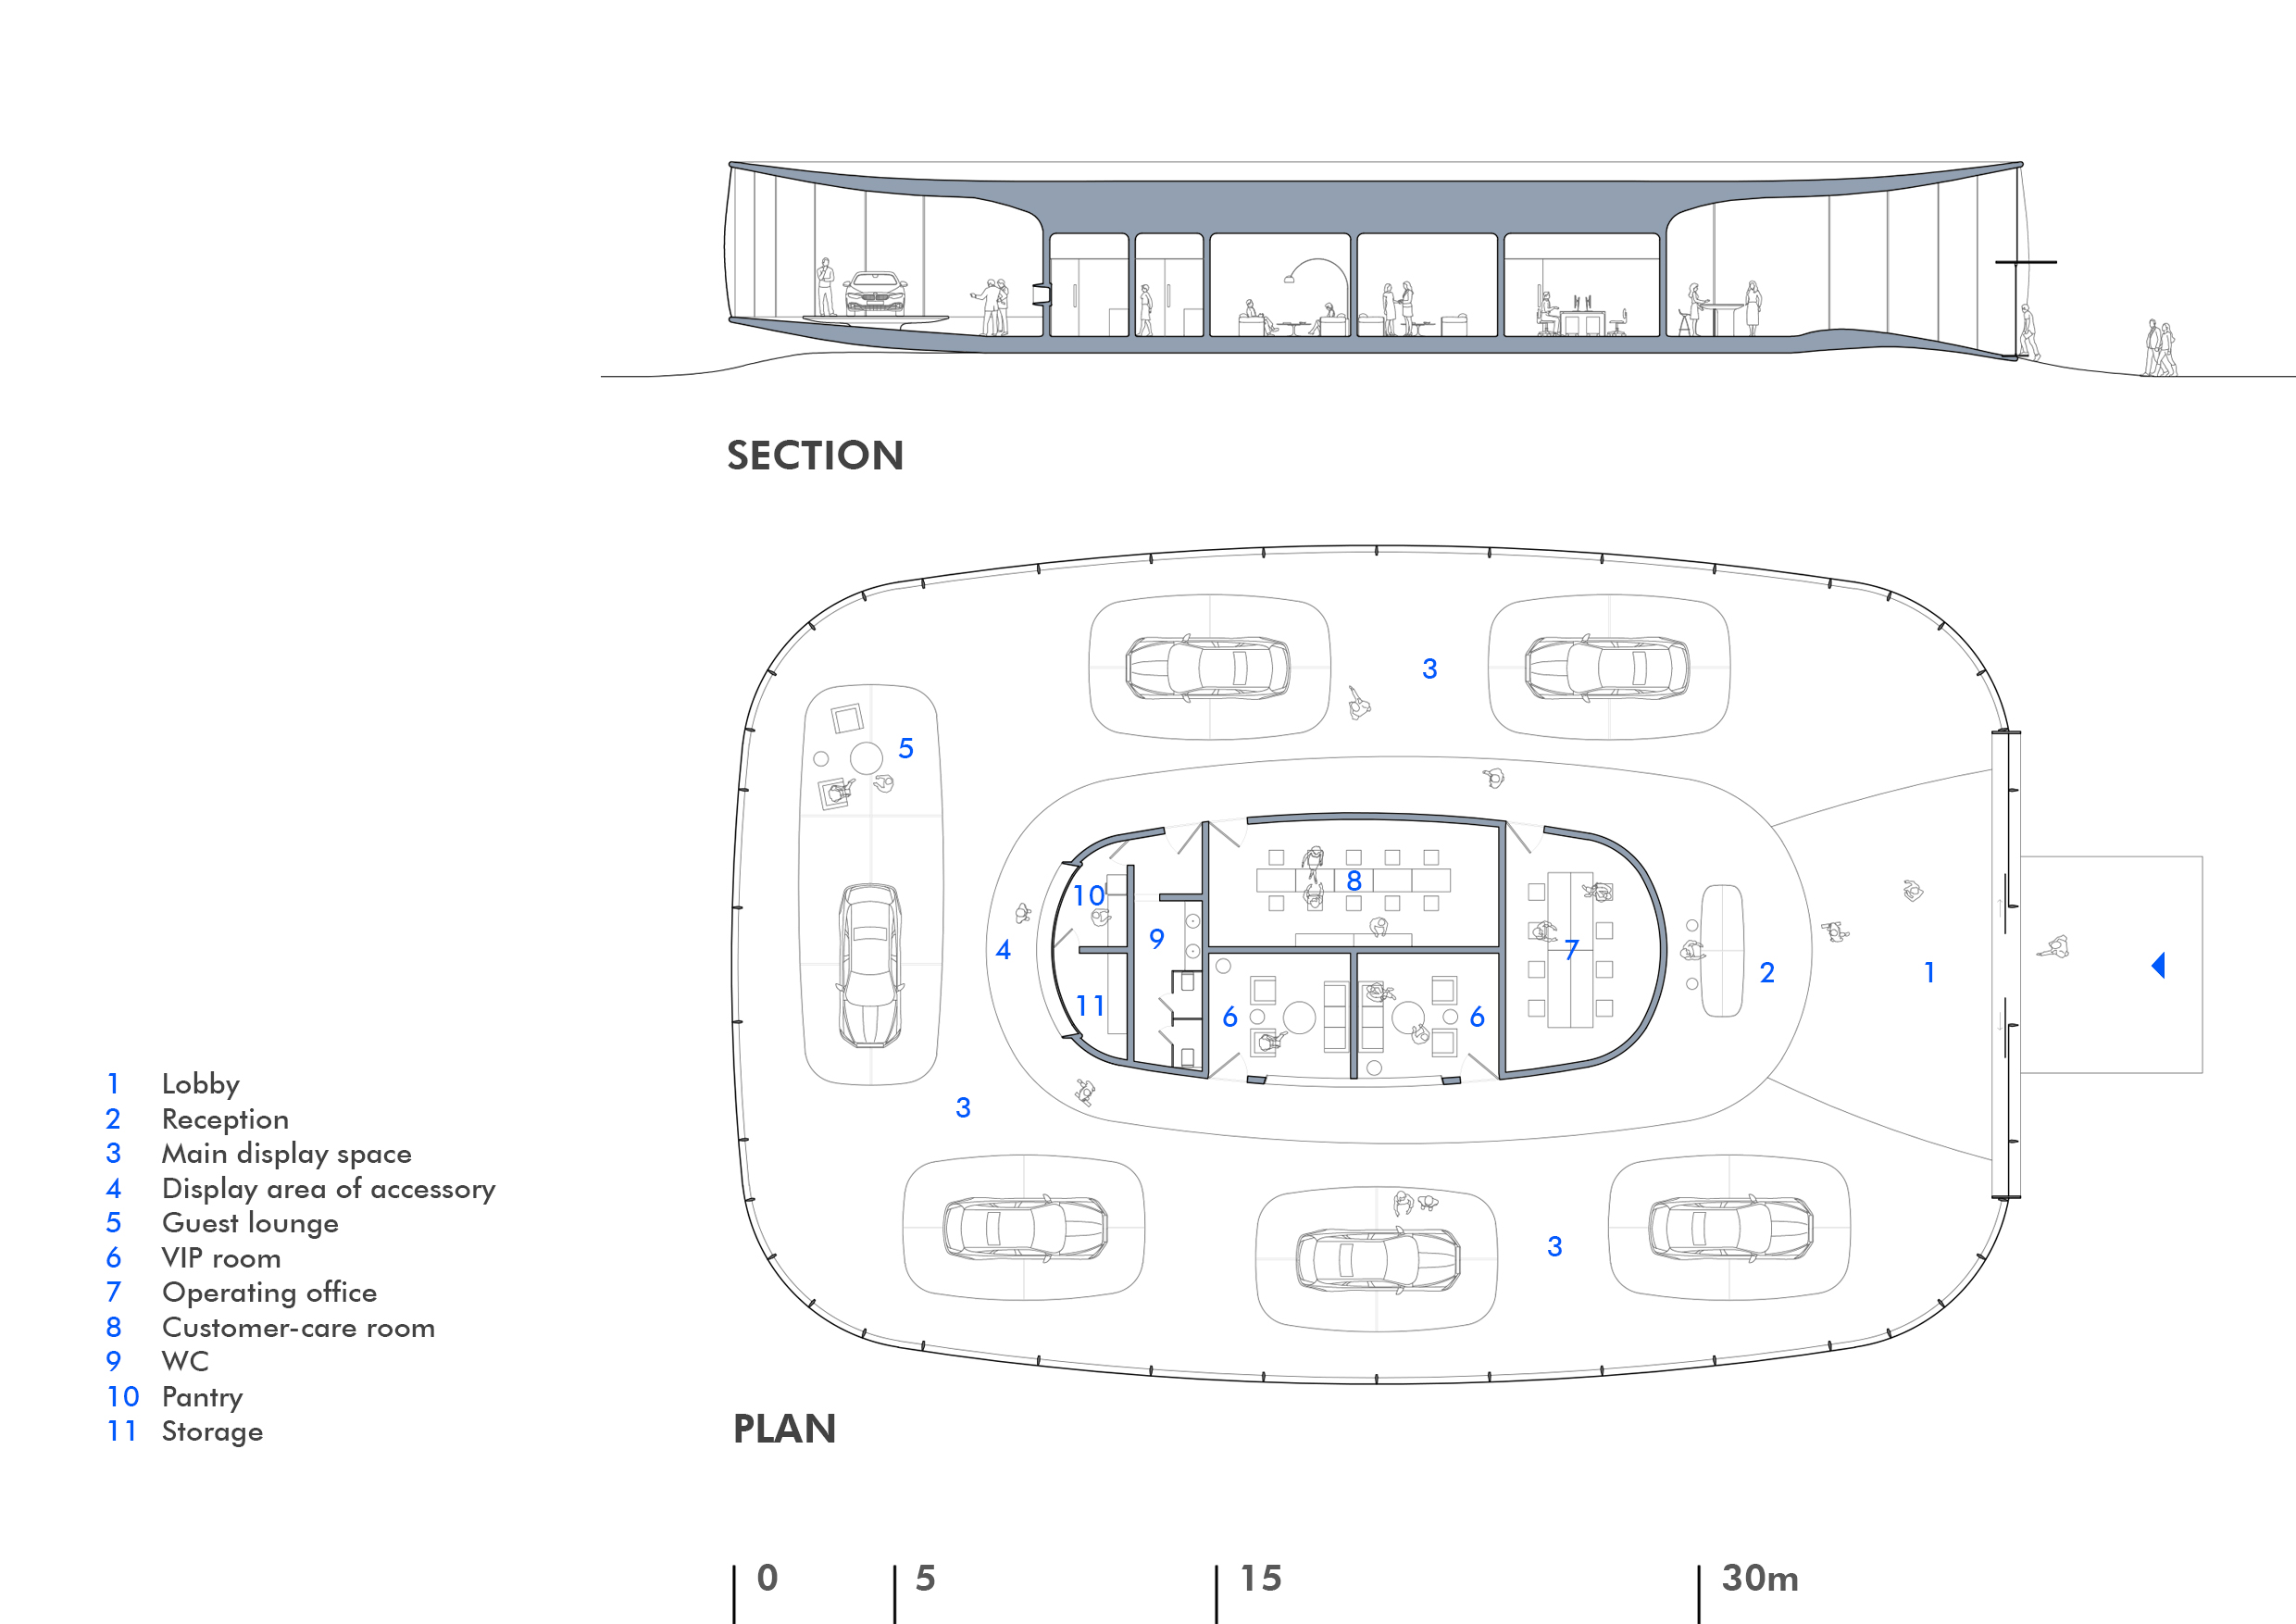 SECTION
3
5
10
8
9
4
7
2
1
11
6
6
3
3
1 Lobby
2 Reception
3 Main display space
4 Display area of accessory
5 Guest lounge
6 VIP room
7 Operating office
8 Customer-care room
9 WC
10 Pantry
11 Storage
PLAN
0 5 15 30m